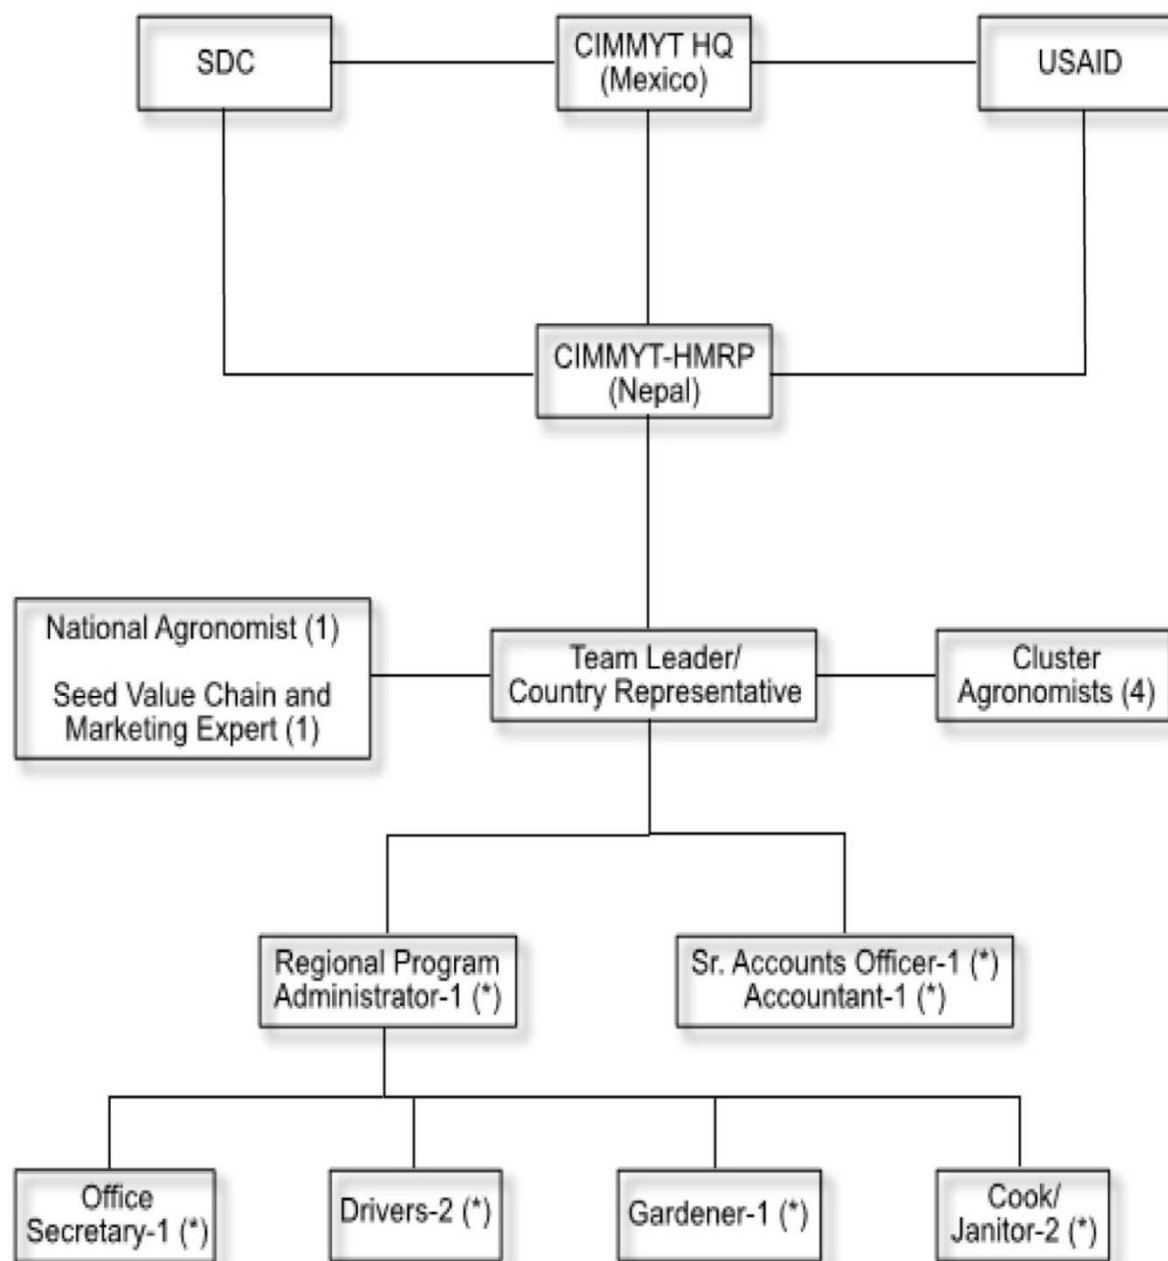 SDC
CIMMYT HQ
(Mexico)
USAID
CIMMYT-HMRP
(Nepal)
National Agronomist (1)
Seed Value Chain and
Marketing Expert (1)
Team Leader/
Country Representative
Cluster
Agronomists (4)
Regional Program
Administrator-1 (*)
Sr. Accounts Officer-1 (*)
Accountant-1 (*)
Office
Secretary-1 (*)
Drivers-2 (*)
Gardener-1 (*)
Cook/
Janitor-2 (*)